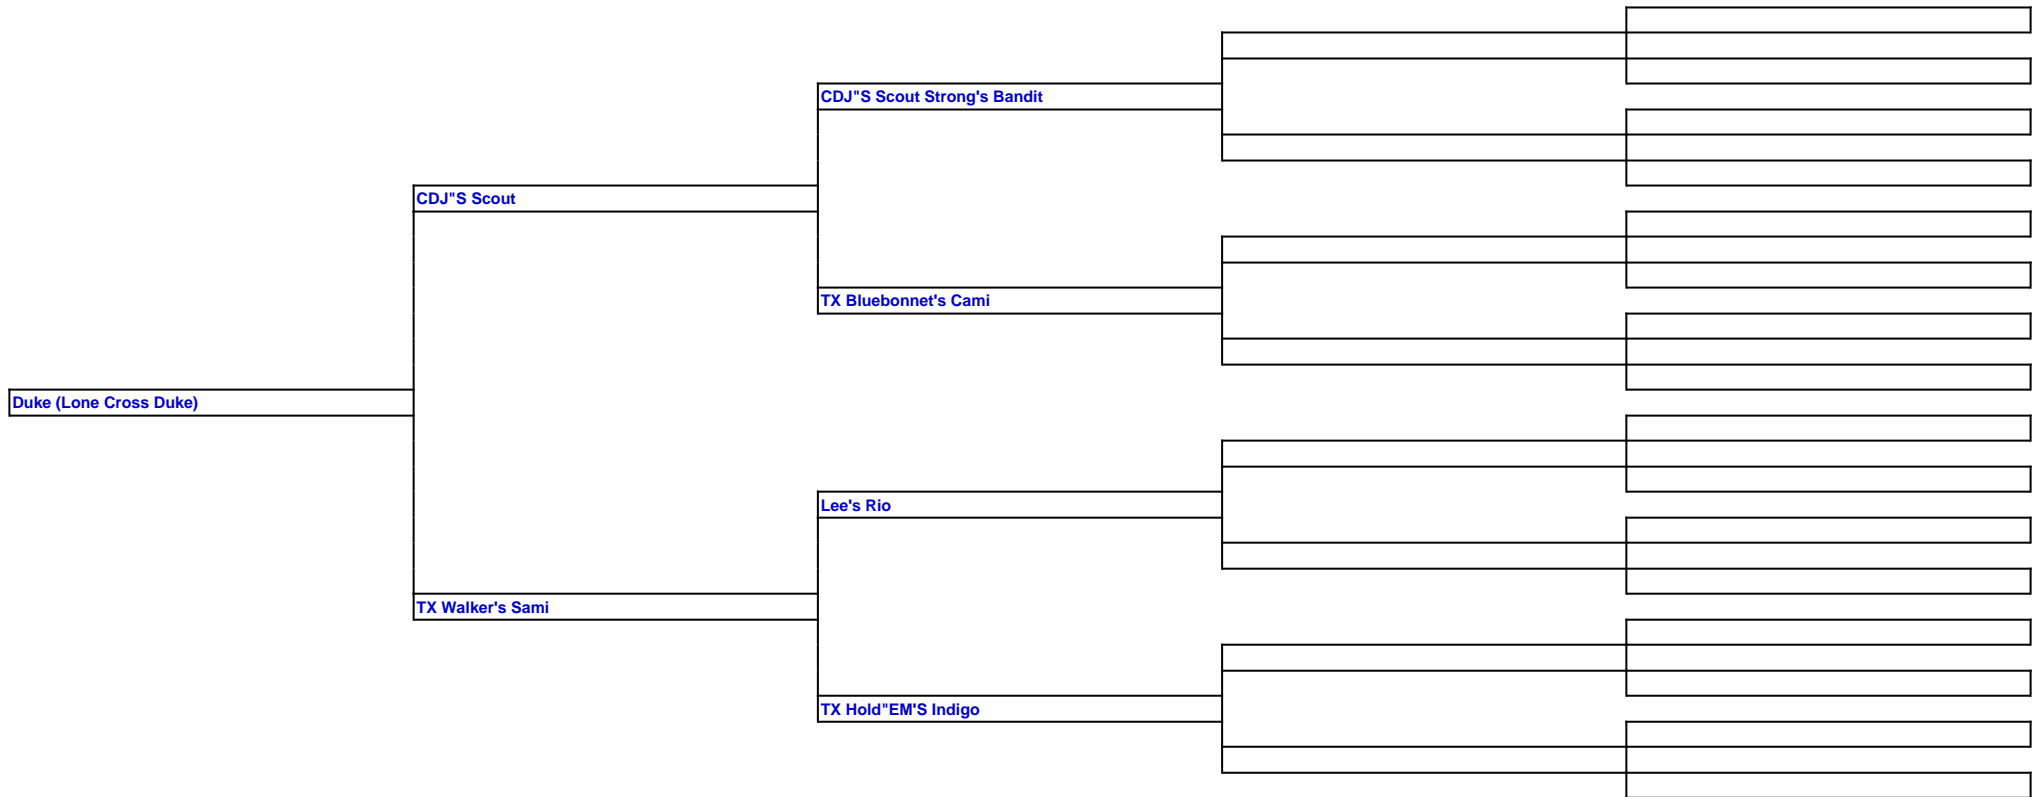 CDJ"S Scout Strong's Bandit
CDJ"S Scout
TX Bluebonnet's Cami
Duke (Lone Cross Duke)
Lee's Rio
TX Walker's Sami
TX Hold"EM'S Indigo